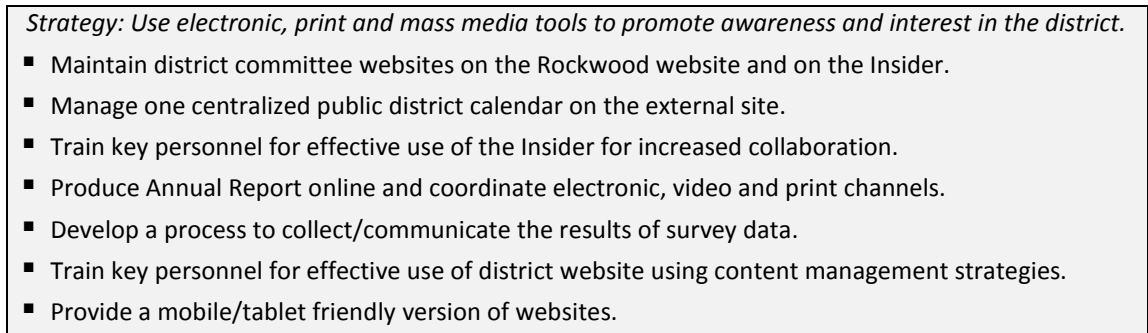 Strategy: Use electronic, print and mass media tools to promote awareness and interest in the district.
▪ Maintain district committee websites on the Rockwood website and on the Insider.
▪ Manage one centralized public district calendar on the external site.
▪ Train key personnel for effective use of the Insider for increased collaboration.
▪ Produce Annual Report online and coordinate electronic, video and print channels.
▪ Develop a process to collect/communicate the results of survey data.
▪ Train key personnel for effective use of district website using content management strategies.
▪ Provide a mobile/tablet friendly version of websites.